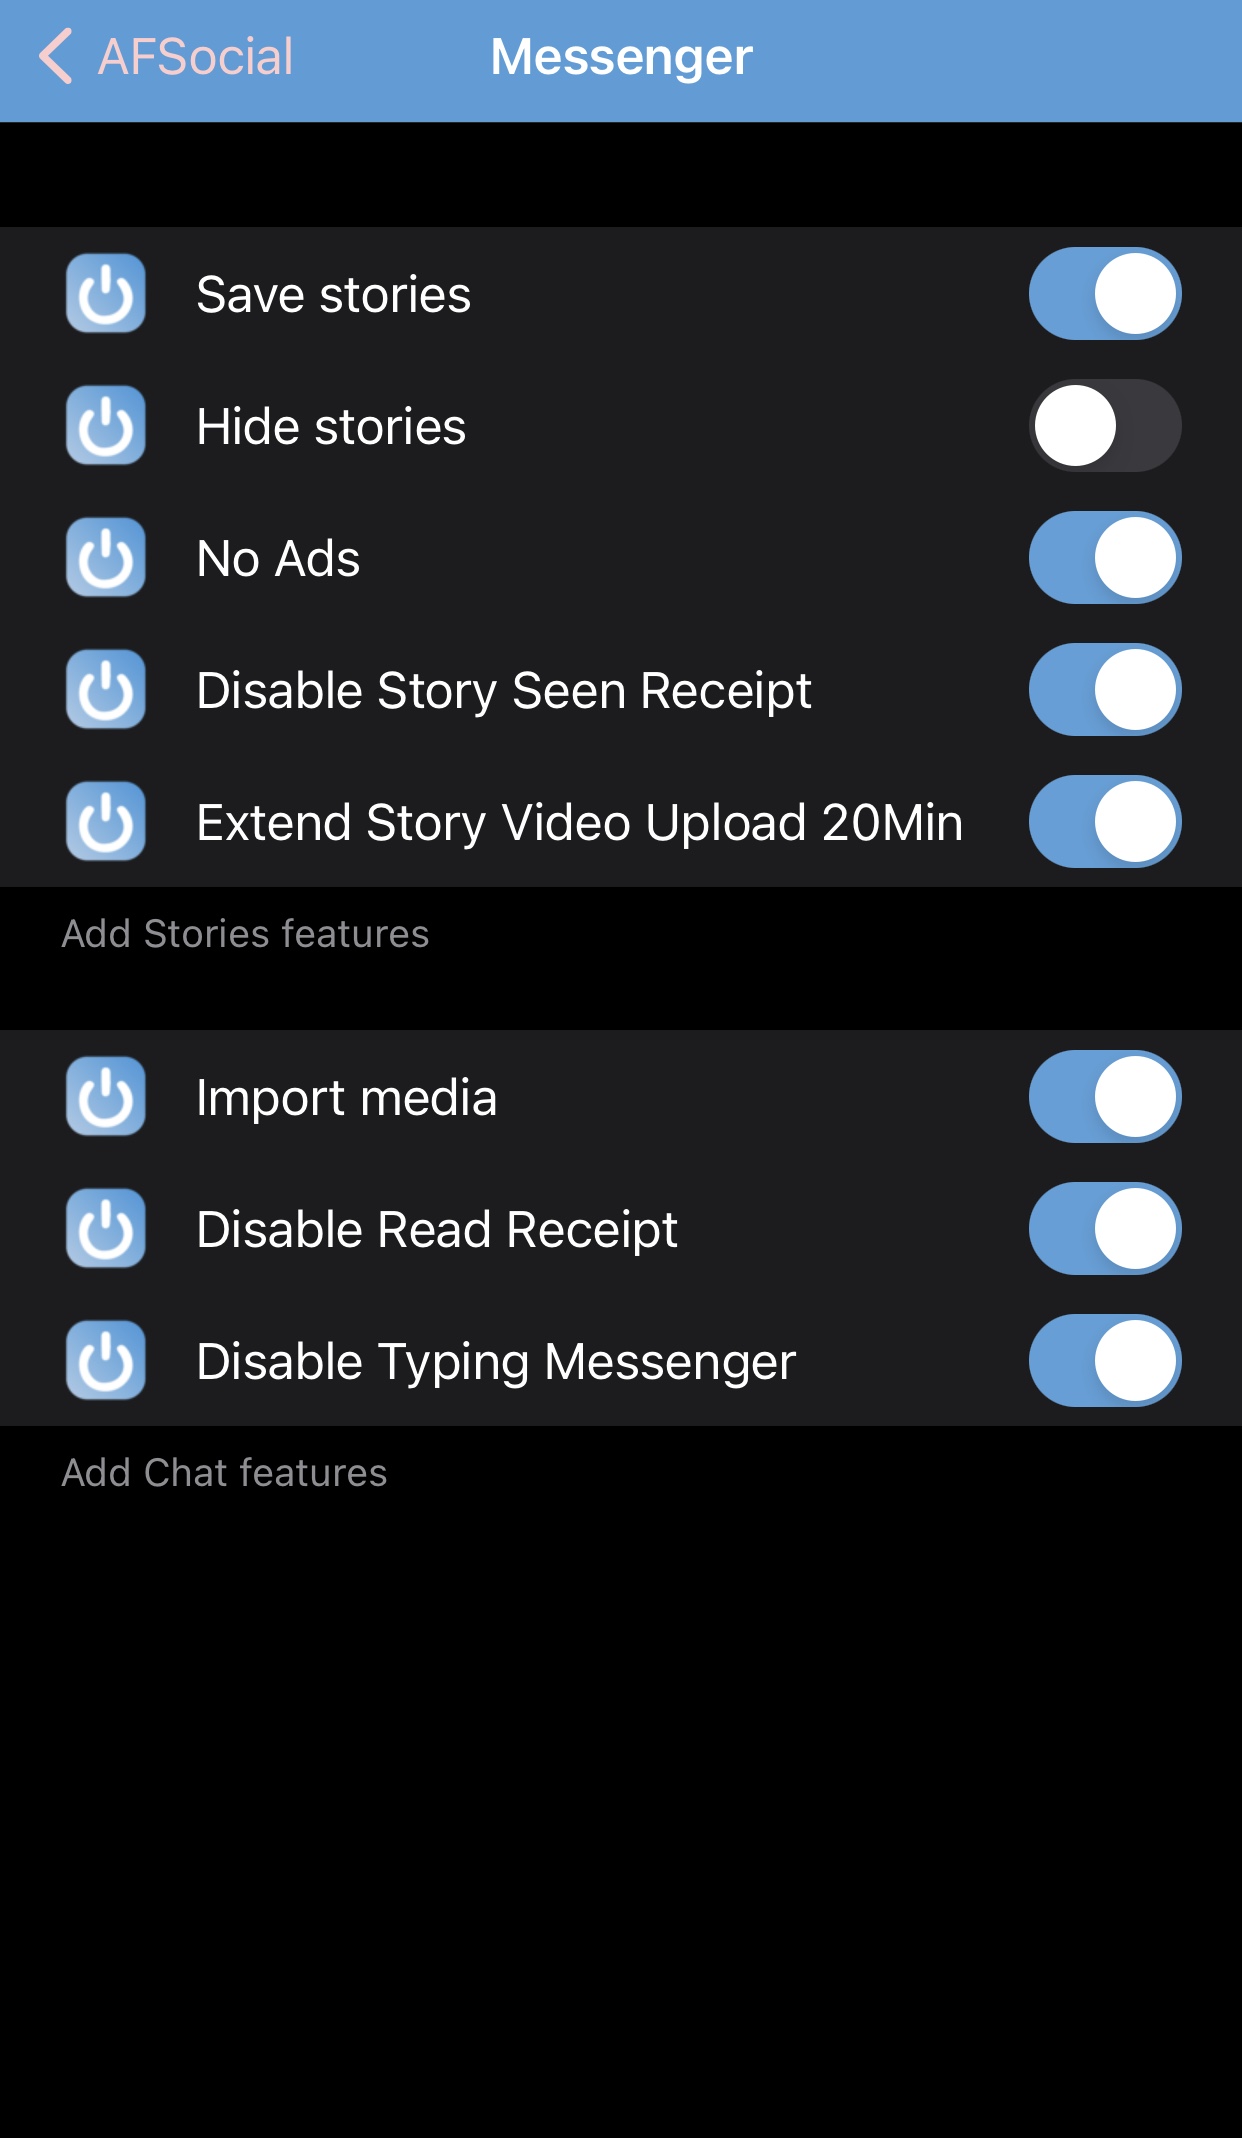 AFSocial
Messenger
Save stories
Hide stories
No Ads
Disable Story Seen Receipt
Extend Story Video Upload 20Min
Add Stories features
Import media
Disable Read Receipt
Disable Typing Messenger
Add Chat features